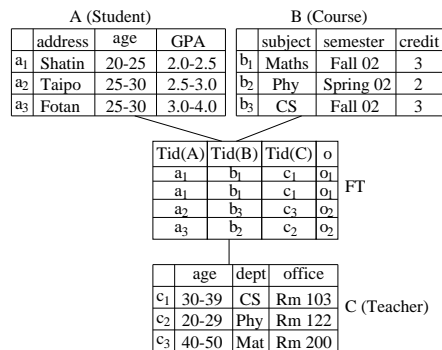 A (Student)
address age GPA
a1 Shatin 20-25 2.0-2.5
a2 Taipo 25-30 2.5-3.0
a3 Fotan 25-30 3.0-4.0
B (Course)
subject semester credit
b1 Maths Fall 02 3
b2 Phy Spring 02 2
b3 CS Fall 02 3
Tid(A) Tid(B) Tid(C) o
a1 b1 c1 o1
a1 b1 c1 o1
a2 b3 c3 o2
a3 b2 c2 o2
FT
age dept office
c1 30-39 CS Rm 103
c2 20-29 Phy Rm 122
c3 40-50 Mat Rm 200
C (Teacher)